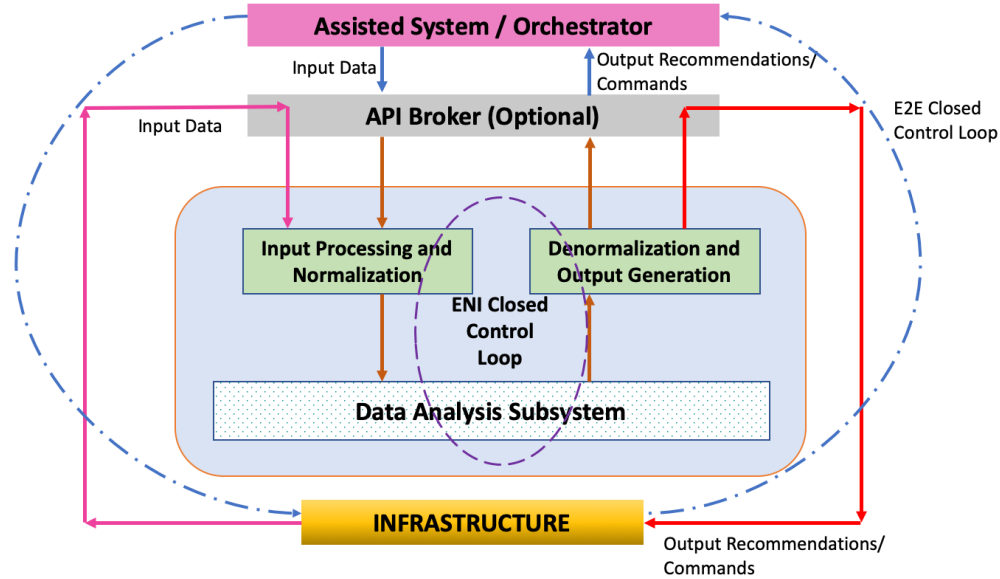 Assisted System / Orchestrator
Input Data
Output Recommendations/
Commands
API Broker (Optional)
Input Data
E2E Closed
Control Loop
Input Processing and
Normalization
Denormalization and
Output Generation
ENI Closed
Control
Loop
Data Analysis Subsystem
INFRASTRUCTURE
Output Recommendations/
Commands